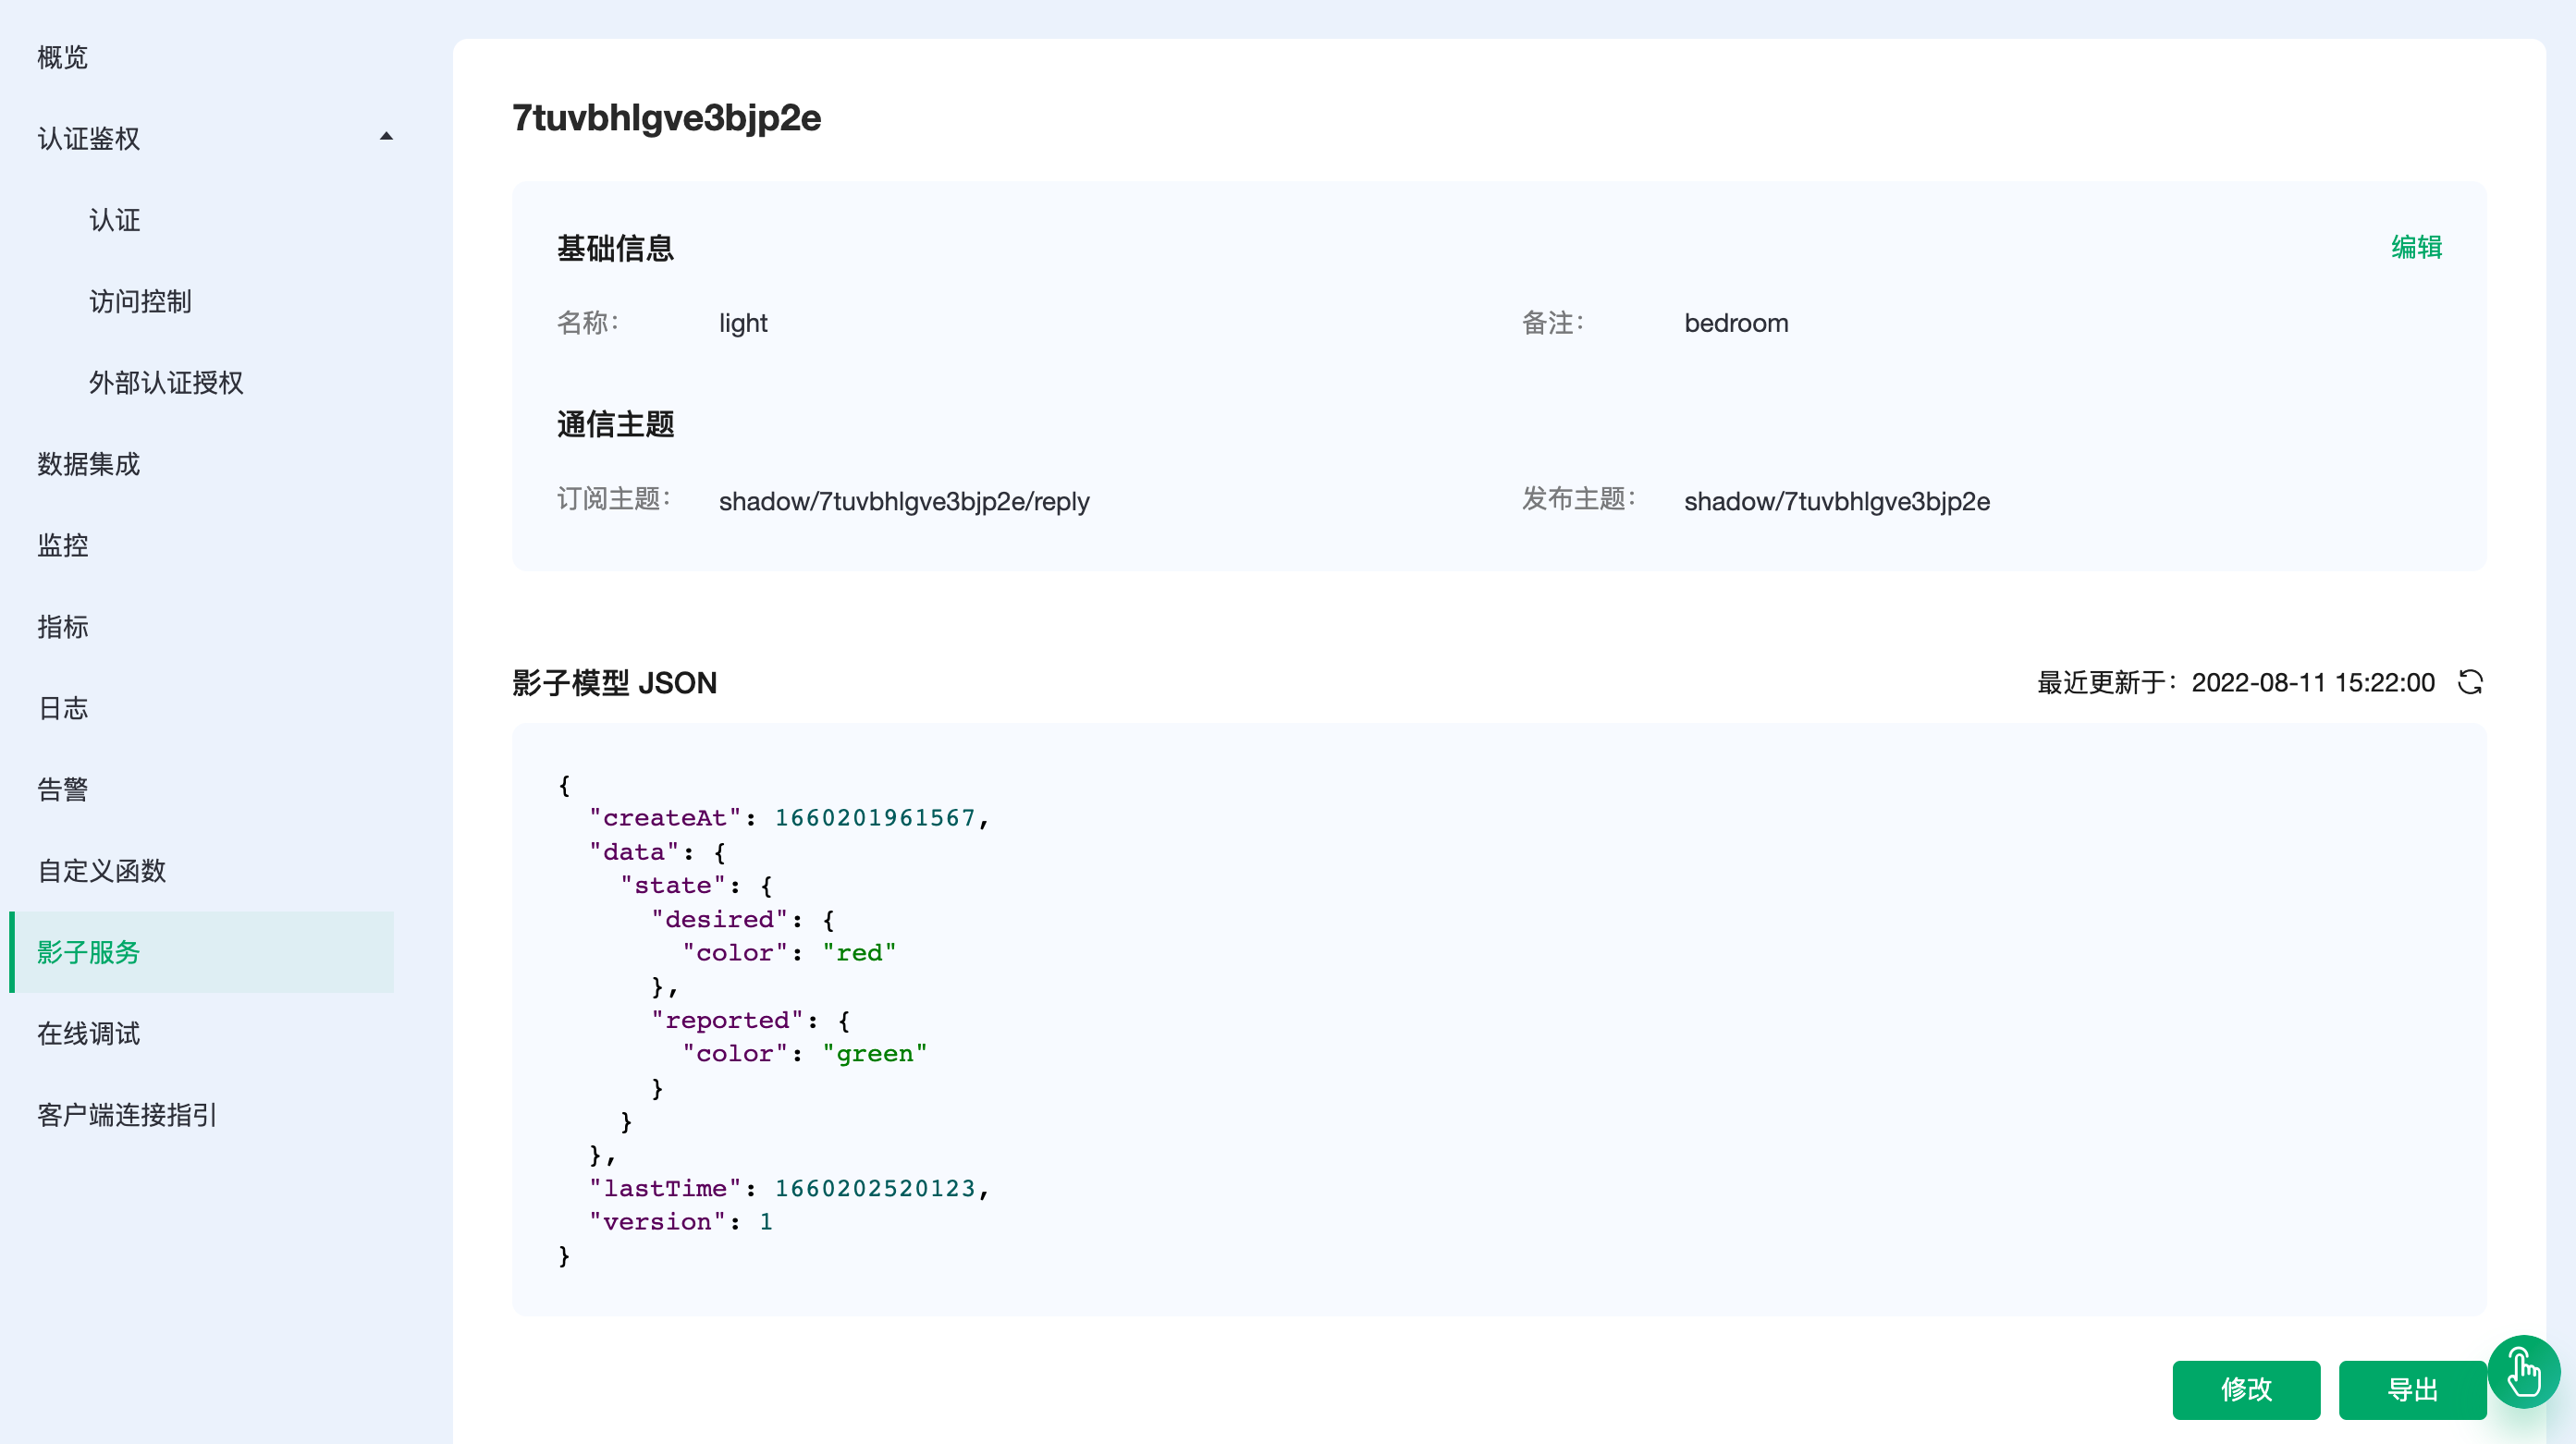 概览
认证鉴权
认证
访问控制
外部认证授权
数据集成
监控
指标
日志
告警
自定义函数
影子服务
在线调试
客户端连接指引
7tuvbhlgve3bjp2e
基础信息
编辑
名称： light 备注： bedroom
通信主题
订阅主题： shadow/7tuvbhlgve3bjp2e/reply 发布主题： shadow/7tuvbhlgve3bjp2e
影子模型 JSON
最近更新于：2022-08-11 15:22:00
{
  "createAt": 1660201961567,
  "data": {
    "state": {
      "desired": {
        "color": "red"
      },
      "reported": {
        "color": "green"
      }
    }
  },
  "lastTime": 1660202520123,
  "version": 1
}
修改
导出